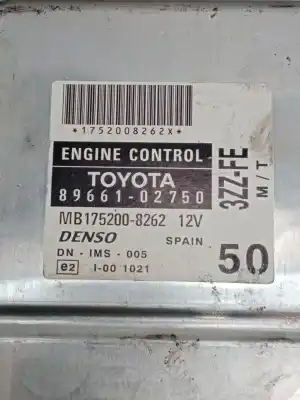 *1752008262X*
ENGINE CONTROL
TOYOTA
89661-02750
MB175200-8262 12V
DENSO SPAIN
DN-IMS-005
e2 I-00 1021
3ZZ-FE
M/T
50